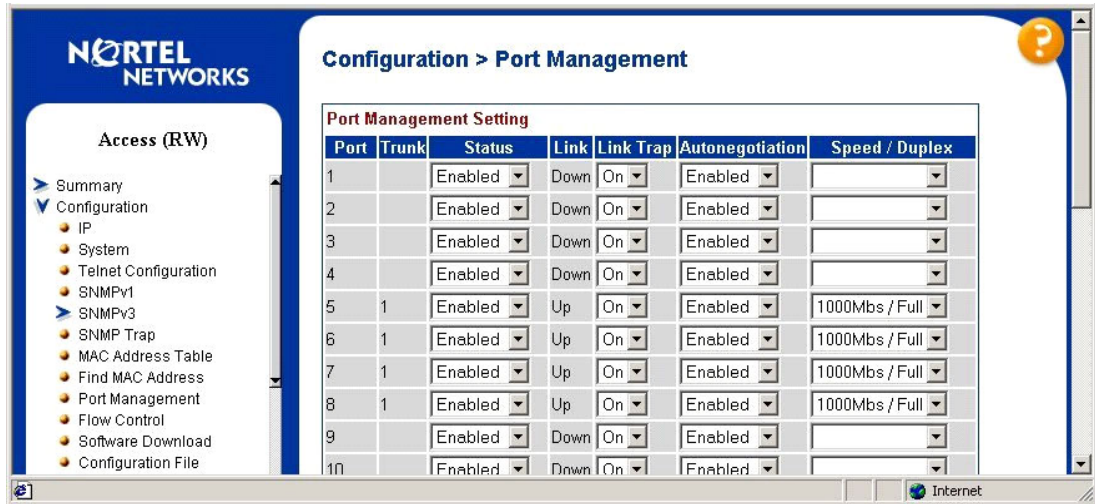 NORTEL
NETWORKS
Access (RW)
Summary
Configuration
IP
System
Telnet Configuration
SNMPv1
SNMPv3
SNMP Trap
MAC Address Table
Find MAC Address
Port Management
Flow Control
Software Download
Configuration File
?
Configuration > Port Management
Port Management Setting
Port Trunk Status Link Link Trap Autonegotiation Speed / Duplex
1 Enabled Down On Enabled
2 Enabled Down On Enabled
3 Enabled Down On Enabled
4 Enabled Down On Enabled
5 1 Enabled Up On Enabled 1000Mbs / Full
6 1 Enabled Up On Enabled 1000Mbs / Full
7 1 Enabled Up On Enabled 1000Mbs / Full
8 1 Enabled Up On Enabled 1000Mbs / Full
9 Enabled Down On Enabled
10 Enabled Down On Enabled
Internet